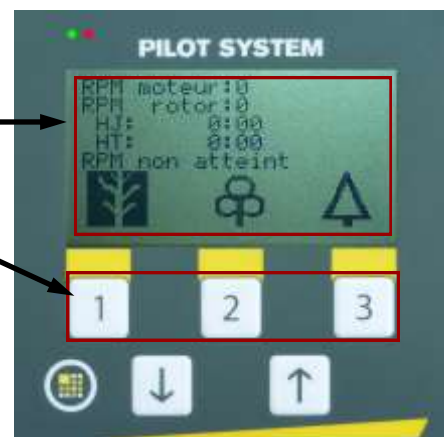 PILOT SYSTEM
RPM moteur:0
RPM rotor:0
HJ: 0:00
HT: 0:00
RPM non atteint
1 2 3